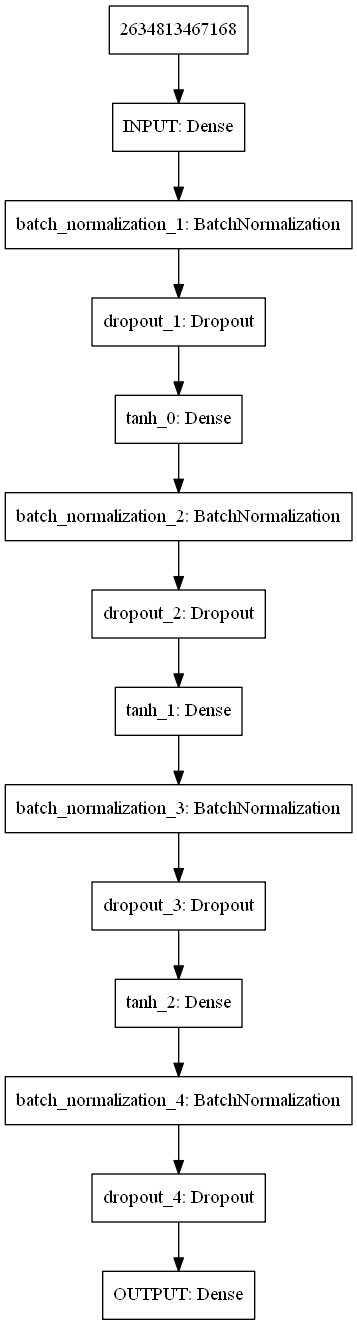 2634813467168
INPUT: Dense
batch_normalization_1: BatchNormalization
dropout_1: Dropout
tanh_0: Dense
batch_normalization_2: BatchNormalization
dropout_2: Dropout
tanh_1: Dense
batch_normalization_3: BatchNormalization
dropout_3: Dropout
tanh_2: Dense
batch_normalization_4: BatchNormalization
dropout_4: Dropout
OUTPUT: Dense